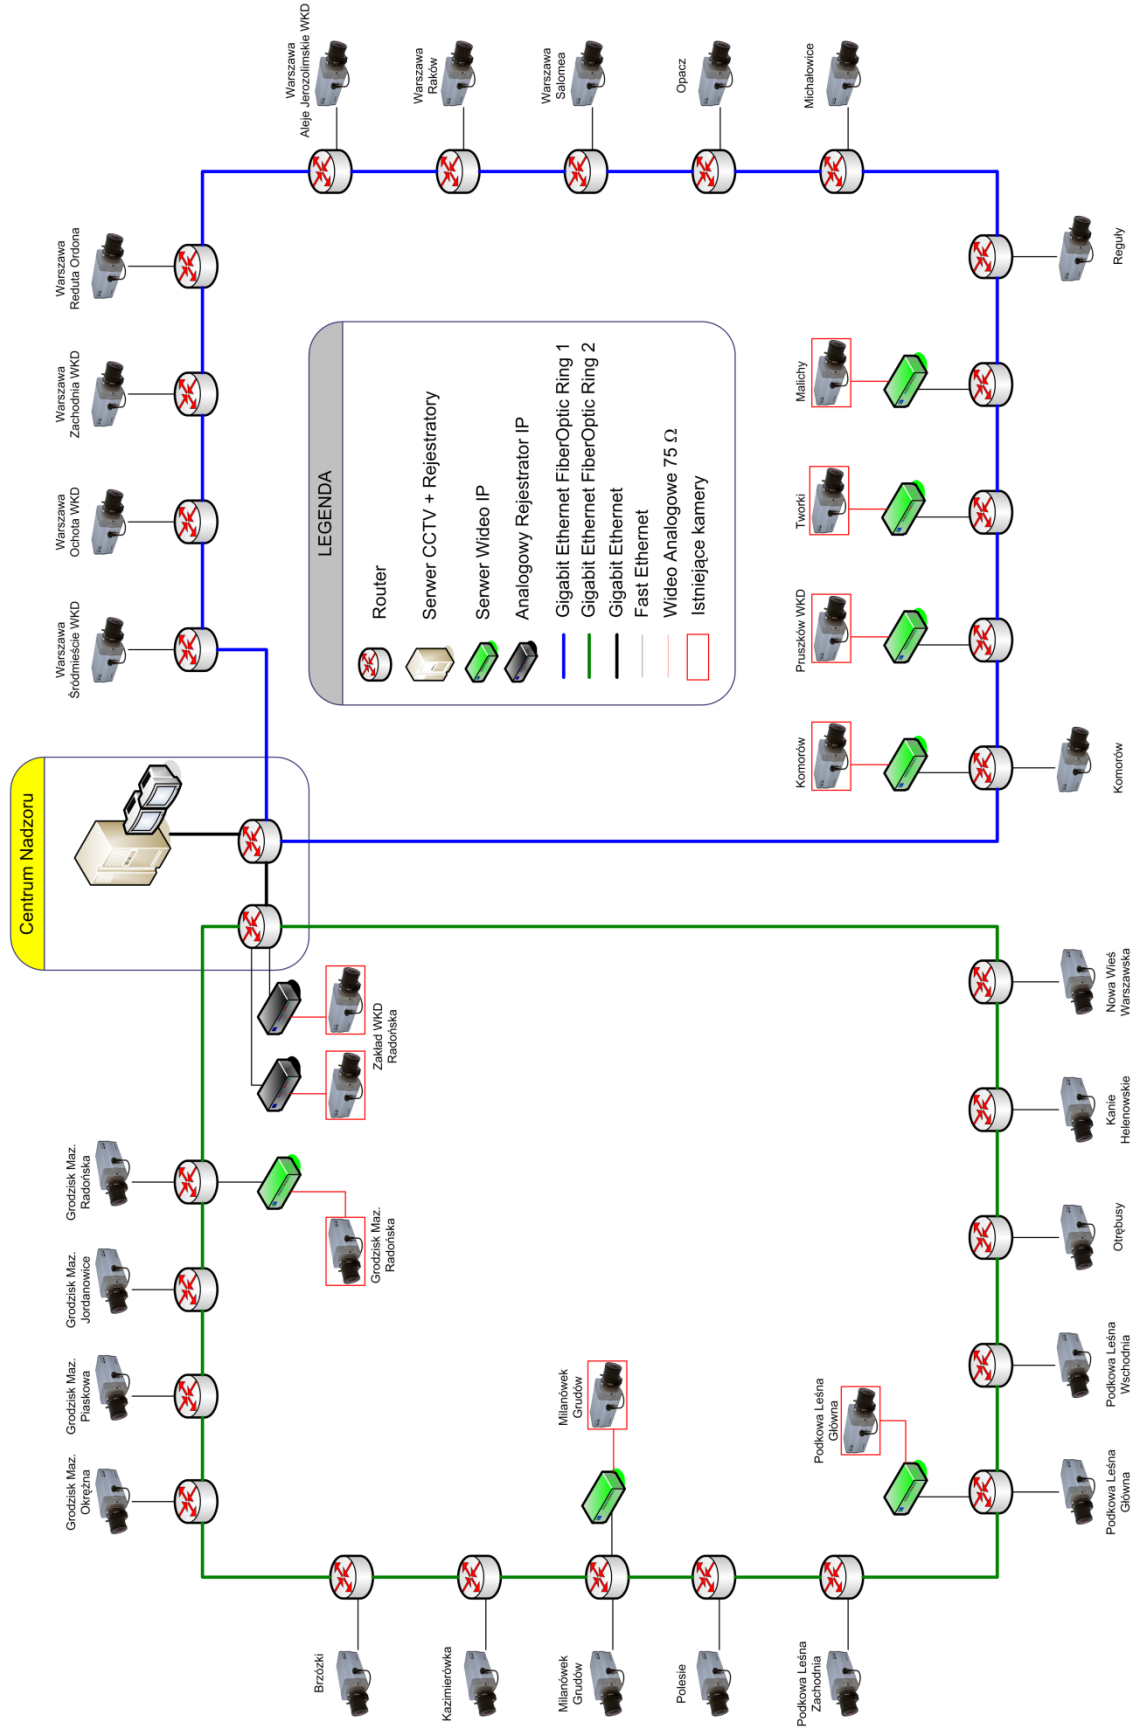 Centrum Nadzoru
Grodzisk Maz.
Okrężna
Grodzisk Maz.
Piaskowa
Grodzisk Maz.
Jordanowice
Grodzisk Maz.
Radońska
Warszawa
Śródmieście WKD
Warszawa
Ochota WKD
Warszawa
Zachodnia WKD
Warszawa
Reduta Ordona
Warszawa
Aleje Jerozolimskie WKD
Warszawa
Raków
Warszawa
Salomea
Opacz
Michałowice
Reguły
Zakład WKD
Radońska
Grodzisk Maz.
Radońska
LEGENDA
Router
Serwer CCTV + Rejestratory
Serwer Wideo IP
Analogowy Rejestrator IP
Gigabit Ethernet FiberOptic Ring 1
Gigabit Ethernet FiberOptic Ring 2
Gigabit Ethernet
Fast Ethernet
Wideo Analogowe 75 Ω
Istniejące kamery
Brzózki
Kazimierówka
Milanówek
Grudów
Milanówek
Grudów
Polesie
Podkowa Leśna
Zachodnia
Podkowa Leśna
Główna
Komorów
Pruszków WKD
Tworki
Malichy
Podkowa Leśna
Główna
Podkowa Leśna
Wschodnia
Otrębusy
Kanie
Helenowskie
Nowa Wieś
Warszawska
Komorów